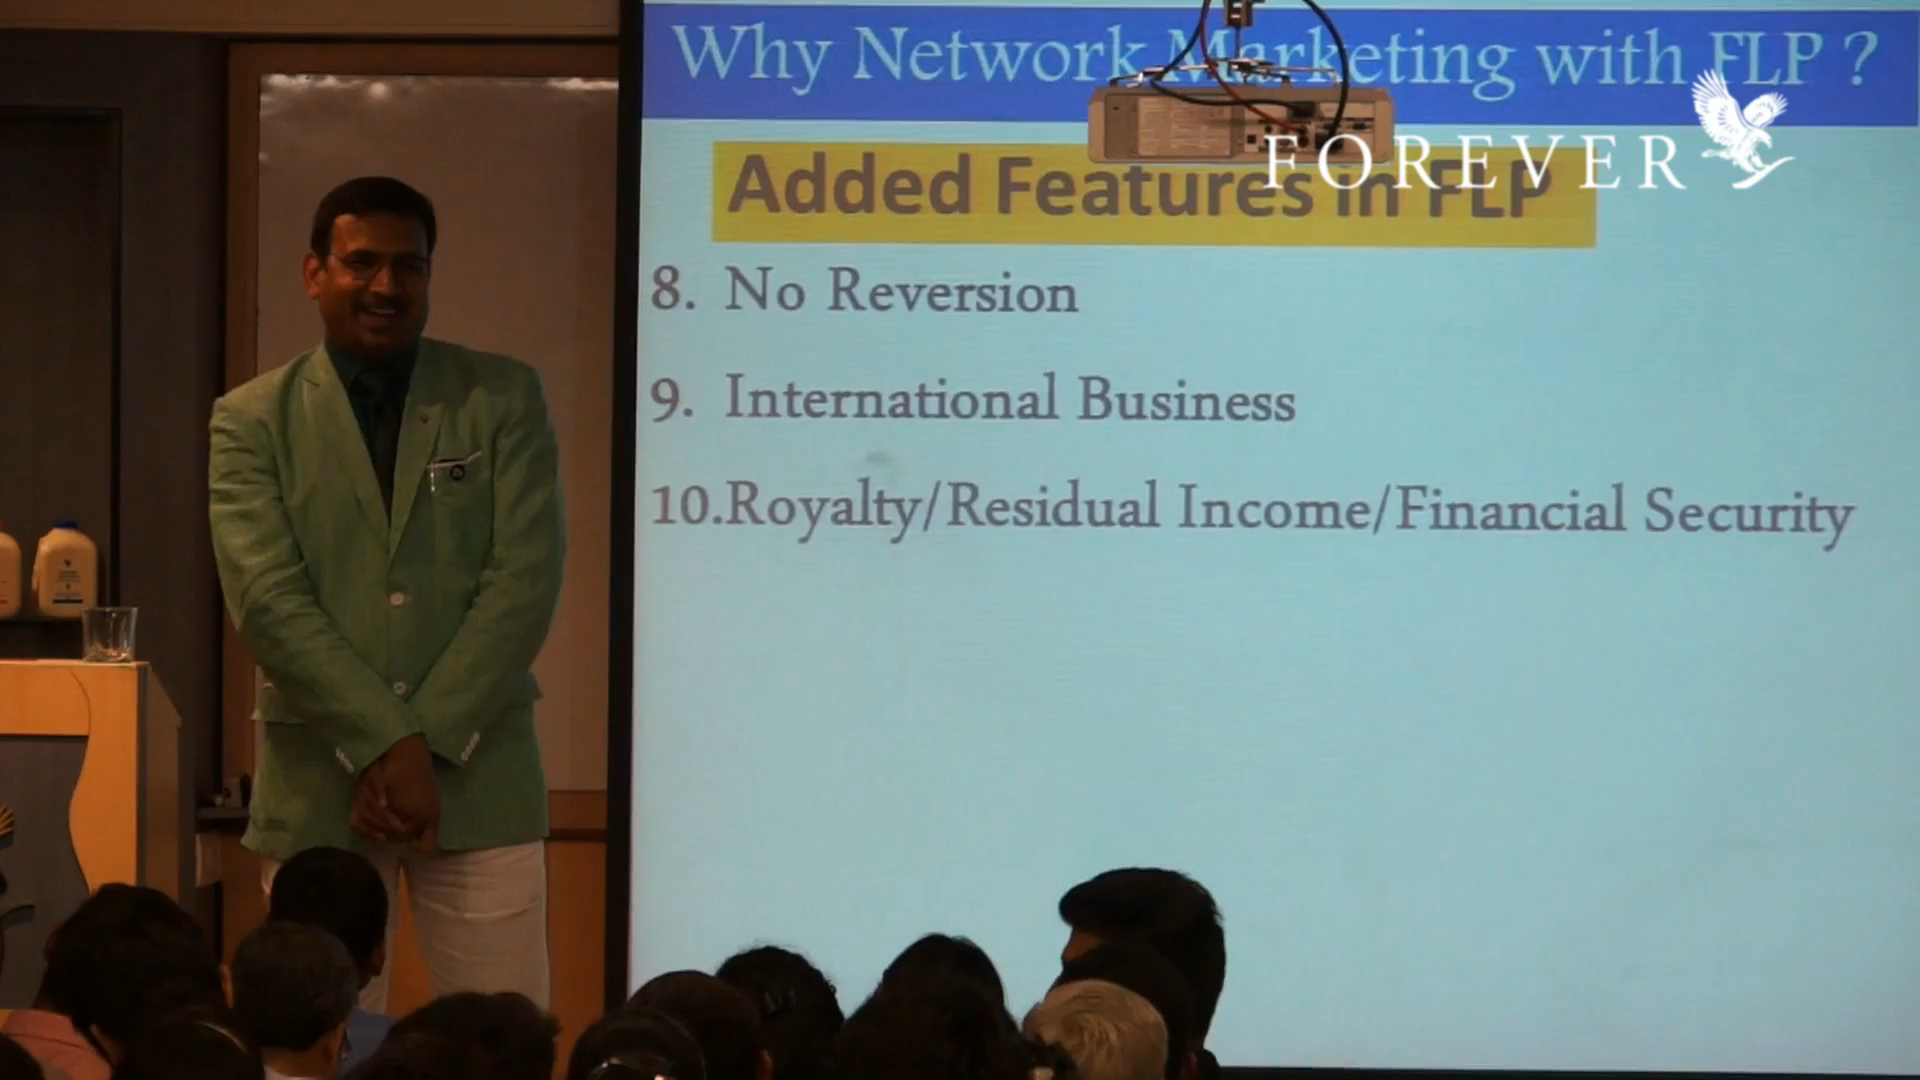 Why Network Marketing with FLP ?
FOREVER
Added Features in FLP
8. No Reversion
9. International Business
10.Royalty/Residual Income/Financial Security